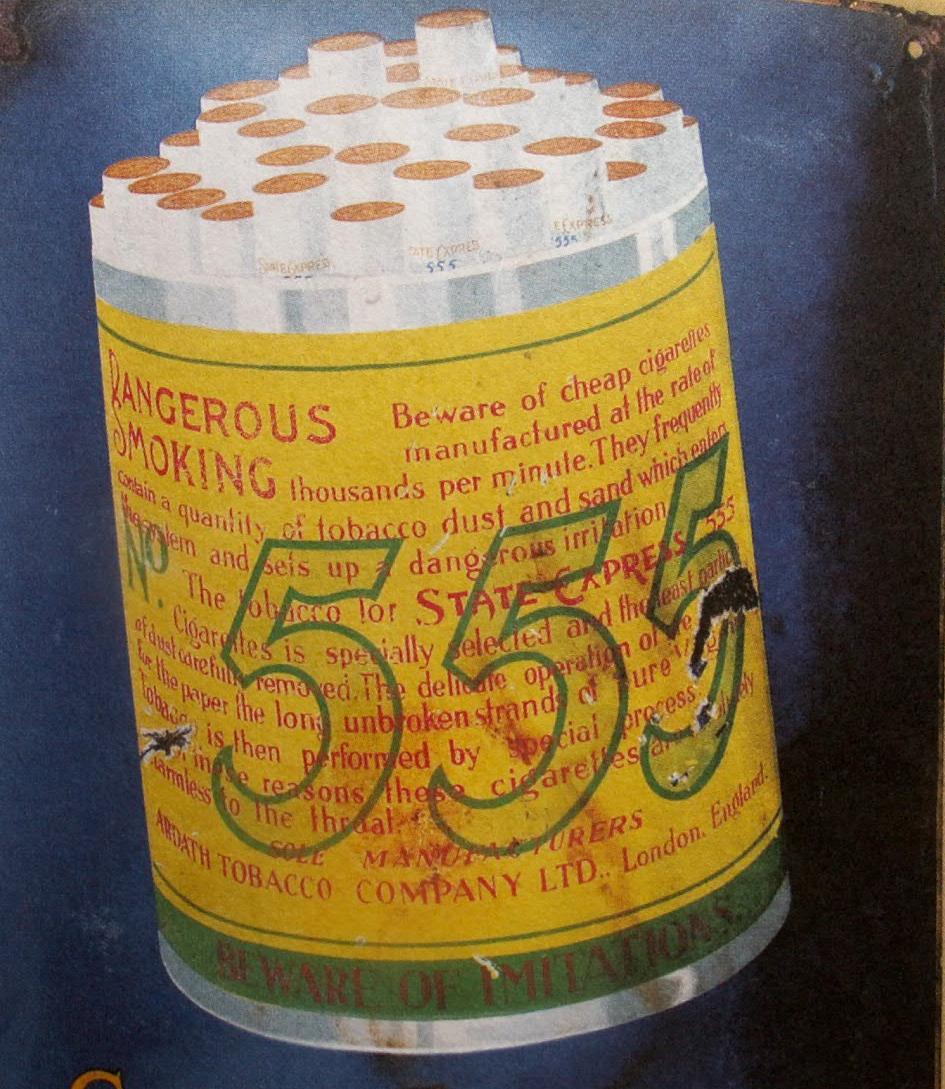 STATE EXPRESS
STATE EXPRESS
555
STATE EXPRESS
555
DANGEROUS Beware of cheap cigarettes
SMOKING manufactured at the rate of
thousands per minute. They frequently
contain a quantity of tobacco dust and sand which enters
the system and sets up a dangerous irritation
No. 555
The tobacco for STATE EXPRESS 555
Cigarettes is specially selected and the least particle
of dust carefully removed. The delicate operation of
for the paper the long unbroken strands of pure
Tobacco is then performed by special process
reasons these cigarettes are
harmless to the throat.
SOLE MANUFACTURERS
ARDATH TOBACCO COMPANY LTD., London, England.
BEWARE OF IMITATIONS.